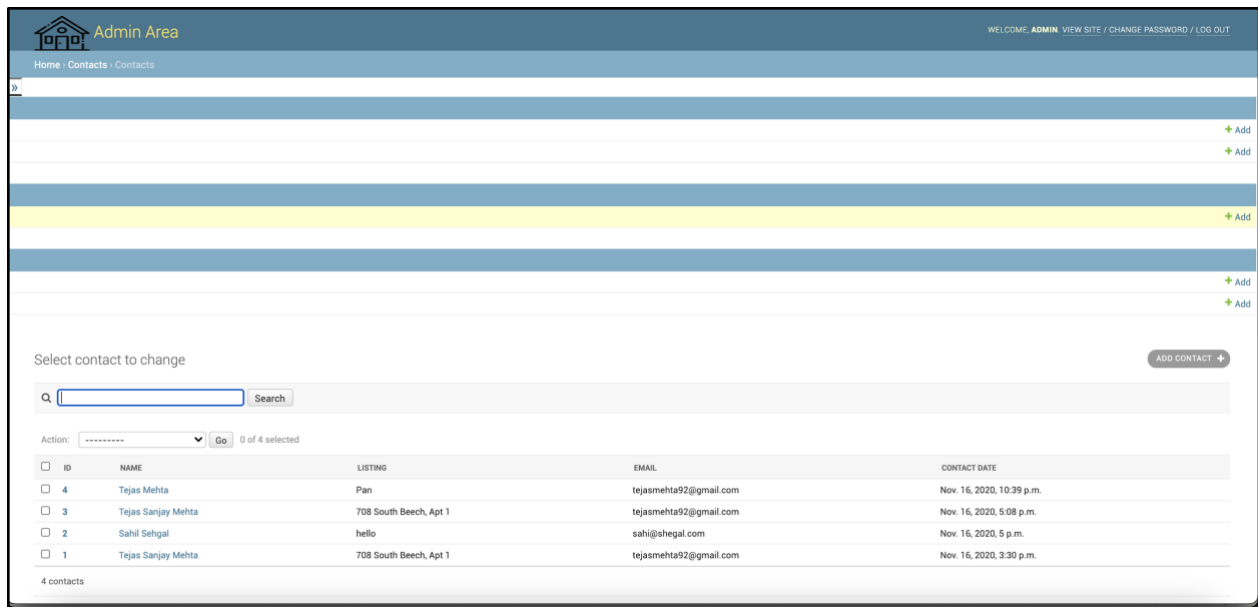 Admin Area
WELCOME, ADMIN. VIEW SITE / CHANGE PASSWORD / LOG OUT
Home › Contacts › Contacts
»
+ Add
+ Add
+ Add
+ Add
+ Add
Select contact to change
ADD CONTACT +
Search
Action: --------- Go 0 of 4 selected
ID NAME LISTING EMAIL CONTACT DATE
4 Tejas Mehta Pan tejasmehta92@gmail.com Nov. 16, 2020, 10:39 p.m.
3 Tejas Sanjay Mehta 708 South Beech, Apt 1 tejasmehta92@gmail.com Nov. 16, 2020, 5:08 p.m.
2 Sahil Sehgal hello sahi@shegal.com Nov. 16, 2020, 5 p.m.
1 Tejas Sanjay Mehta 708 South Beech, Apt 1 tejasmehta92@gmail.com Nov. 16, 2020, 3:30 p.m.
4 contacts